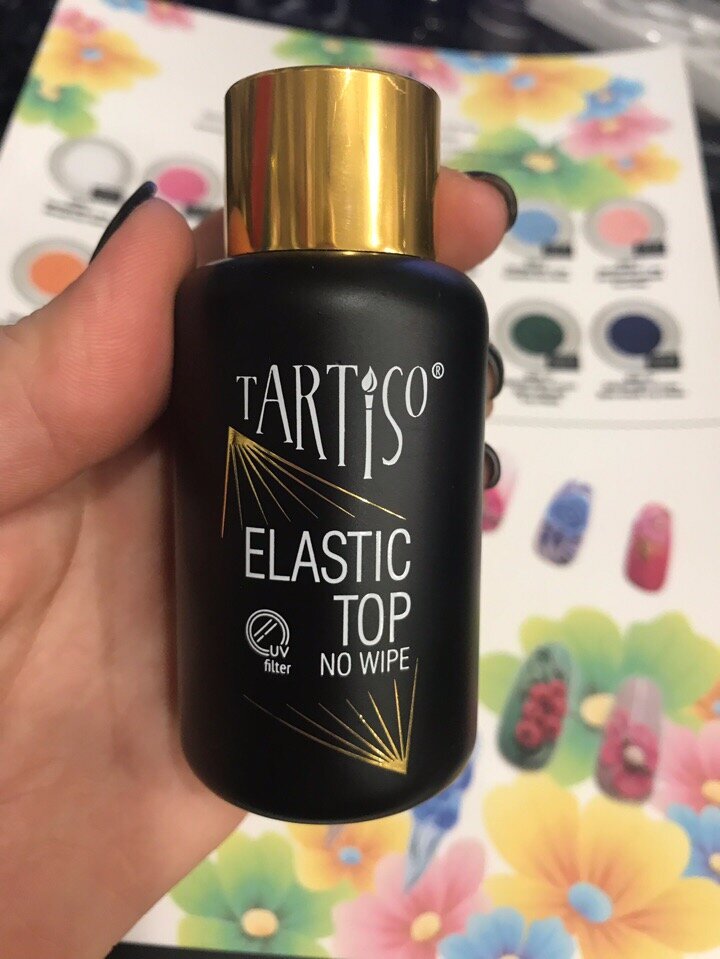 TARTISO®
ELASTIC
TOP
NO WIPE
UV
filter